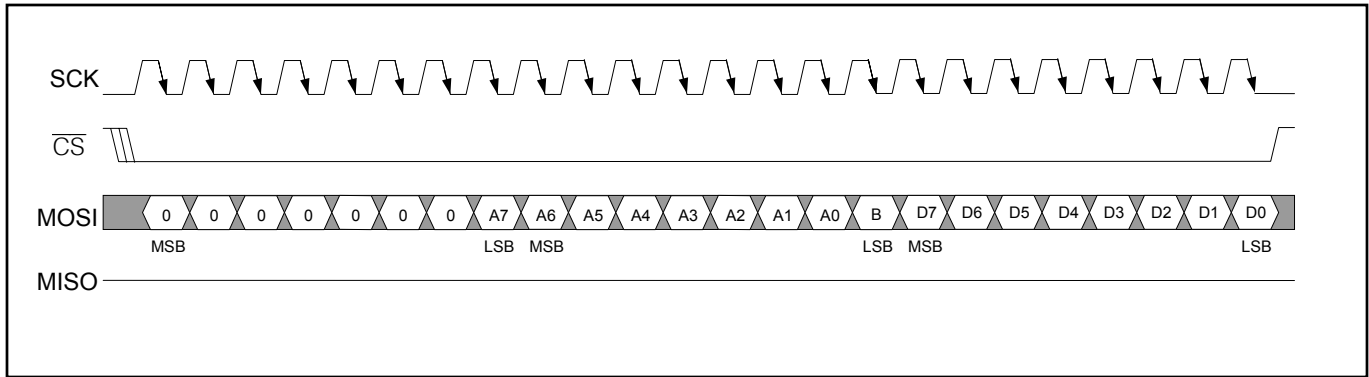 SCK
CS
MOSI 0 0 0 0 0 0 0 A7 A6 A5 A4 A3 A2 A1 A0 B D7 D6 D5 D4 D3 D2 D1 D0
MSB LSB MSB LSB MSB LSB
MISO